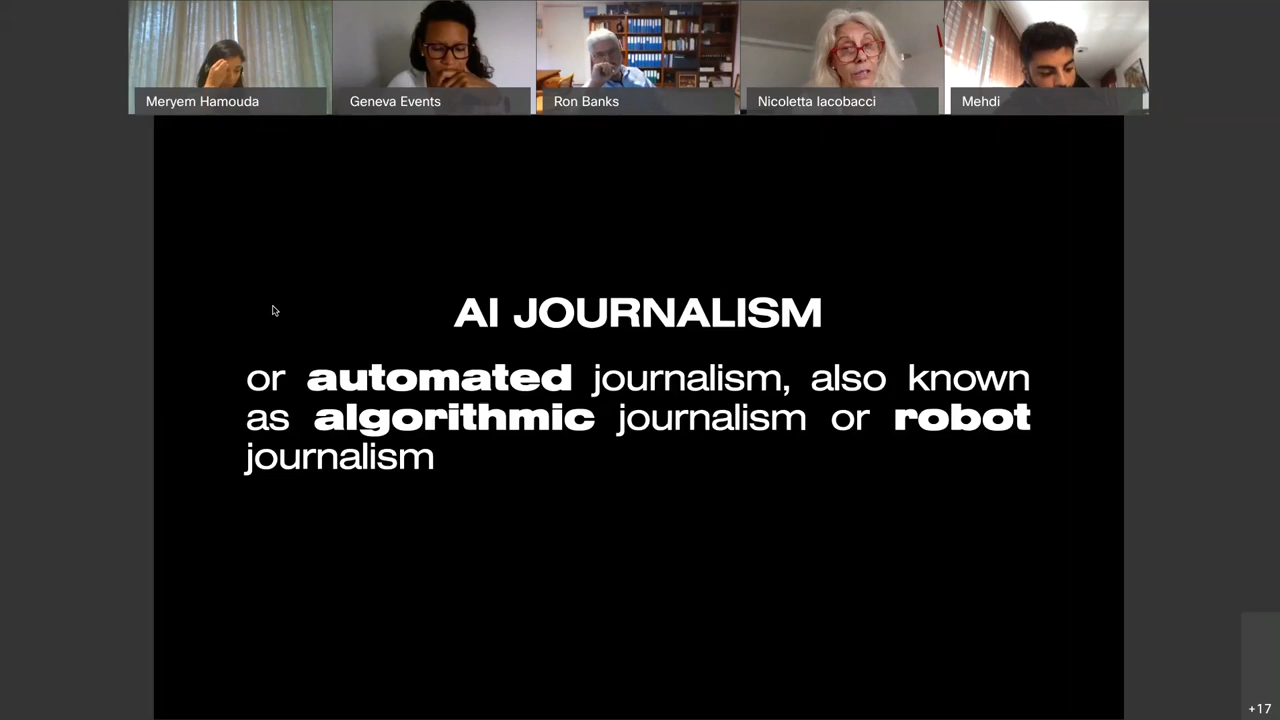 Meryem Hamouda
Geneva Events
Ron Banks
Nicoletta Iacobacci
Mehdi
AI JOURNALISM
or automated journalism, also known
as algorithmic journalism or robot
journalism
+17